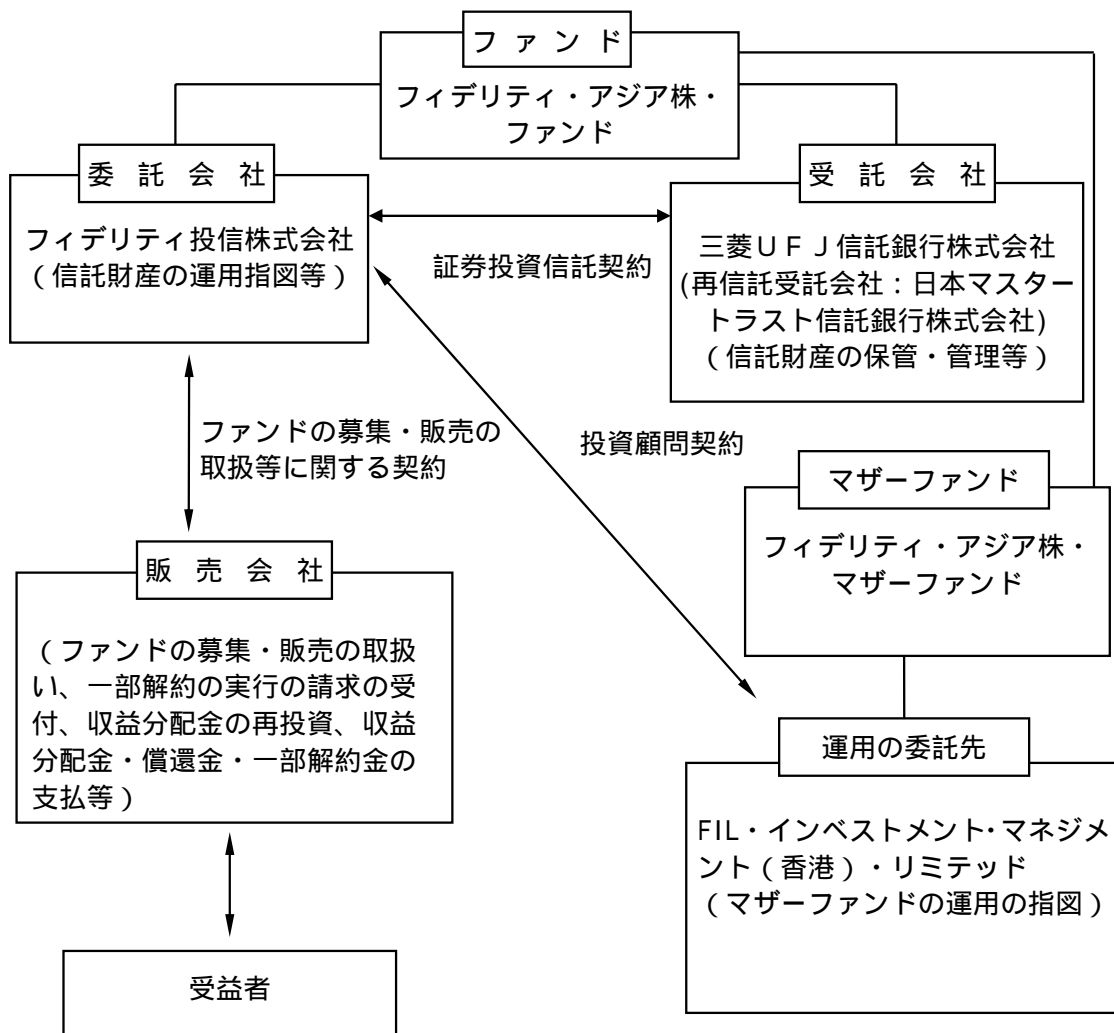 ファンド
フィデリティ・アジア株・
ファンド
委託会社
フィデリティ投信株式会社
(信託財産の運用指図等)
証券投資信託契約
受託会社
三菱UFJ信託銀行株式会社
(再信託受託会社:日本マスター
トラスト信託銀行株式会社)
(信託財産の保管・管理等)
ファンドの募集・販売の
取扱等に関する契約
投資顧問契約
マザーファンド
フィデリティ・アジア株・
マザーファンド
販売会社
(ファンドの募集・販売の取扱
い、一部解約の実行の請求の受
付、収益分配金の再投資、収益
分配金・償還金・一部解約金の
支払等)
運用の委託先
FIL・インベストメント・マネジメ
ント(香港)・リミテッド
(マザーファンドの運用の指図)
受益者